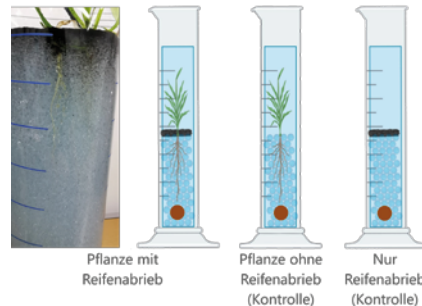 Pflanze mit
Reifenabrieb
Pflanze ohne
Reifenabrieb
(Kontrolle)
Nur
Reifenabrieb
(Kontrolle)